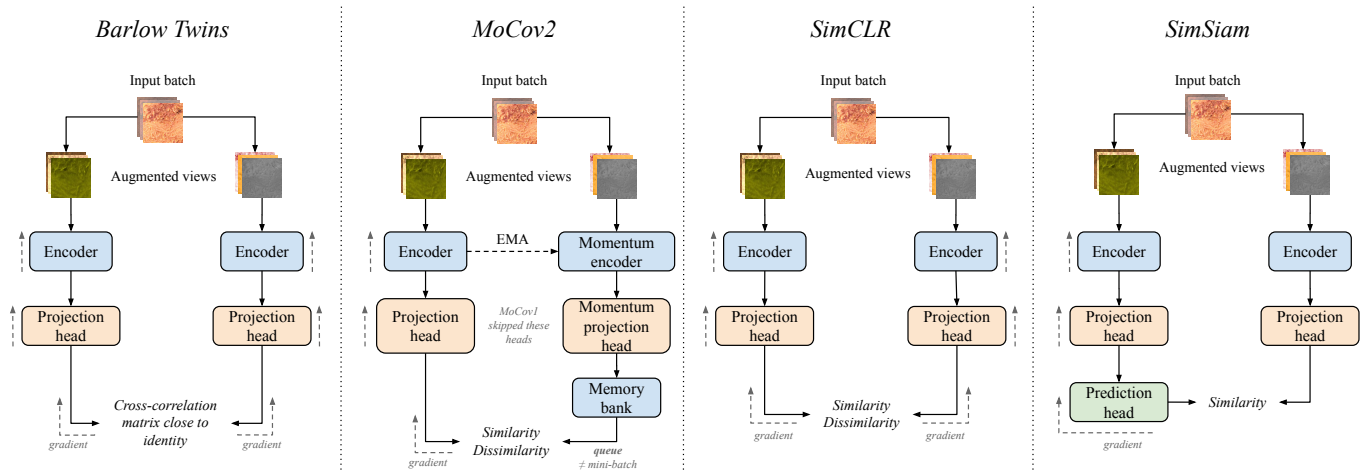 Barlow Twins
Input batch
Augmented views
Encoder
Encoder
Projection
head
Projection
head
Cross-correlation
matrix close to
identity
gradient
gradient
MoCov2
Input batch
Augmented views
Encoder
EMA
Momentum
encoder
Projection
head
MoCov1
skipped these
heads
Momentum
projection
head
Memory
bank
Similarity
Dissimilarity
gradient
queue
≠ mini-batch
SimCLR
Input batch
Augmented views
Encoder
Encoder
Projection
head
Projection
head
Similarity
Dissimilarity
gradient
gradient
SimSiam
Input batch
Augmented views
Encoder
Encoder
Projection
head
Projection
head
Prediction
head
Similarity
gradient